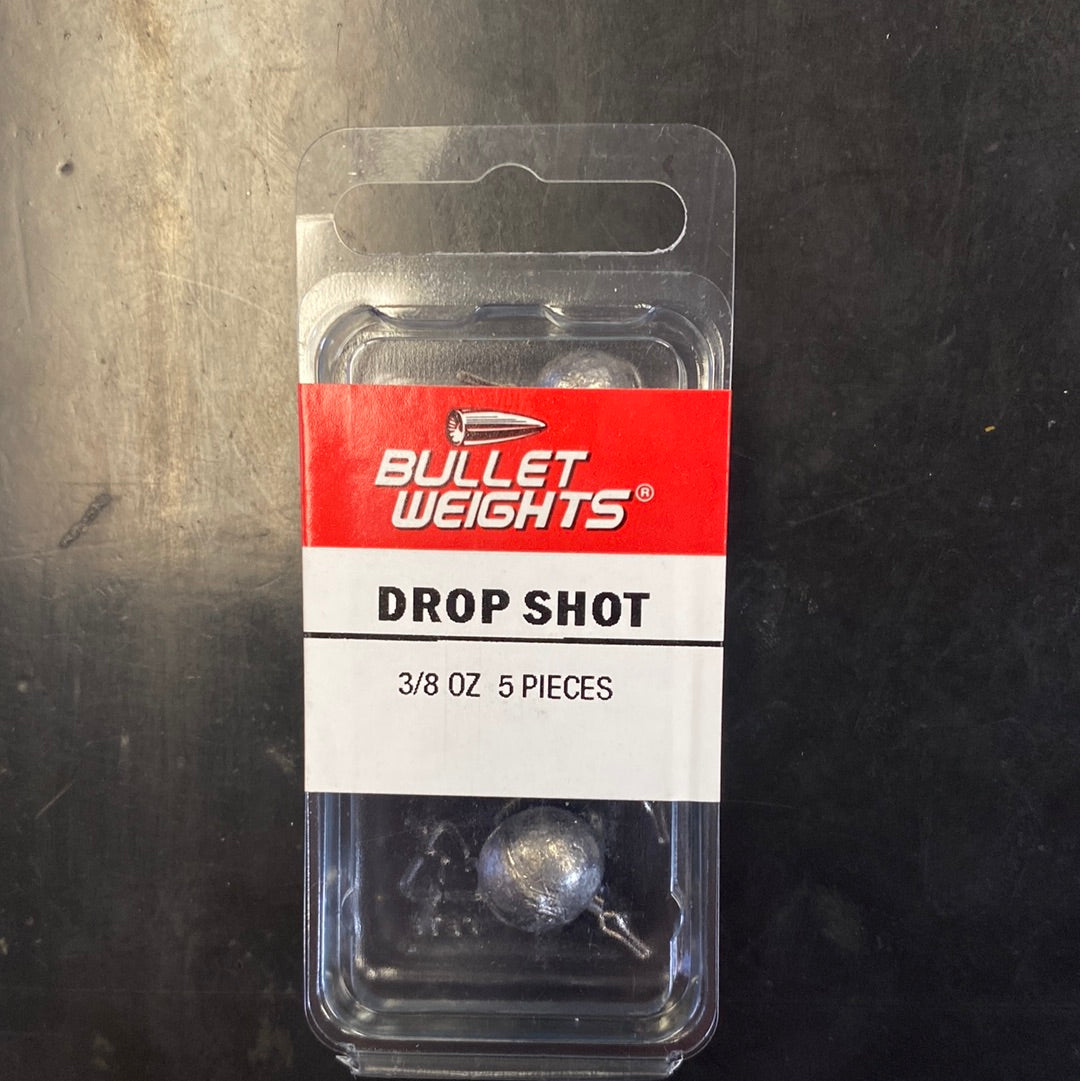 BULLET
WEIGHTS®
DROP SHOT
3/8 OZ 5 PIECES